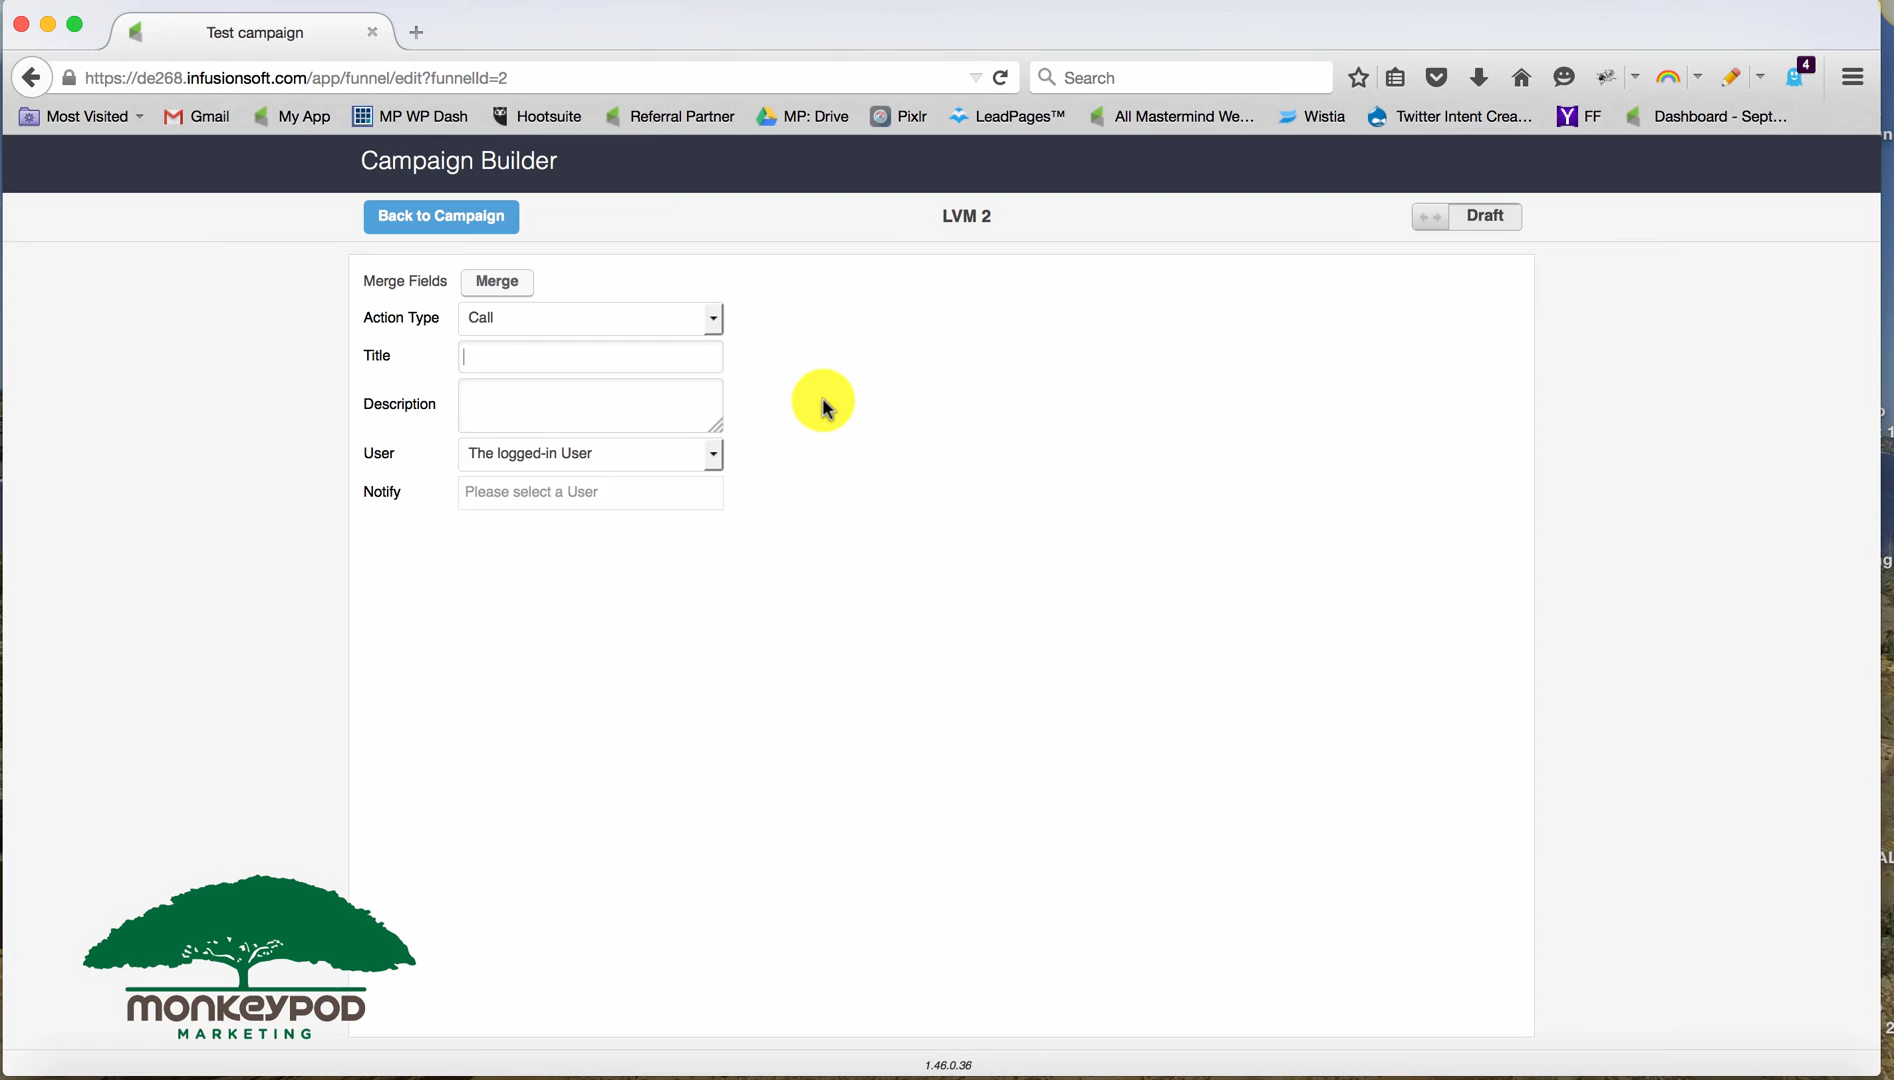 Test campaign
https://de268.infusionsoft.com/app/funnel/edit?funnelId=2
Search
4
Most Visited
Gmail
My App
MP WP Dash
Hootsuite
Referral Partner
MP: Drive
Pixlr
LeadPages™
All Mastermind We...
Wistia
Twitter Intent Crea...
FF
Dashboard - Sept...
Campaign Builder
Back to Campaign
LVM 2
Draft
Merge Fields
Merge
Action Type
Call
Title
Description
User
The logged-in User
Notify
Please select a User
MONKEYPOD
MARKETING
1.46.0.36